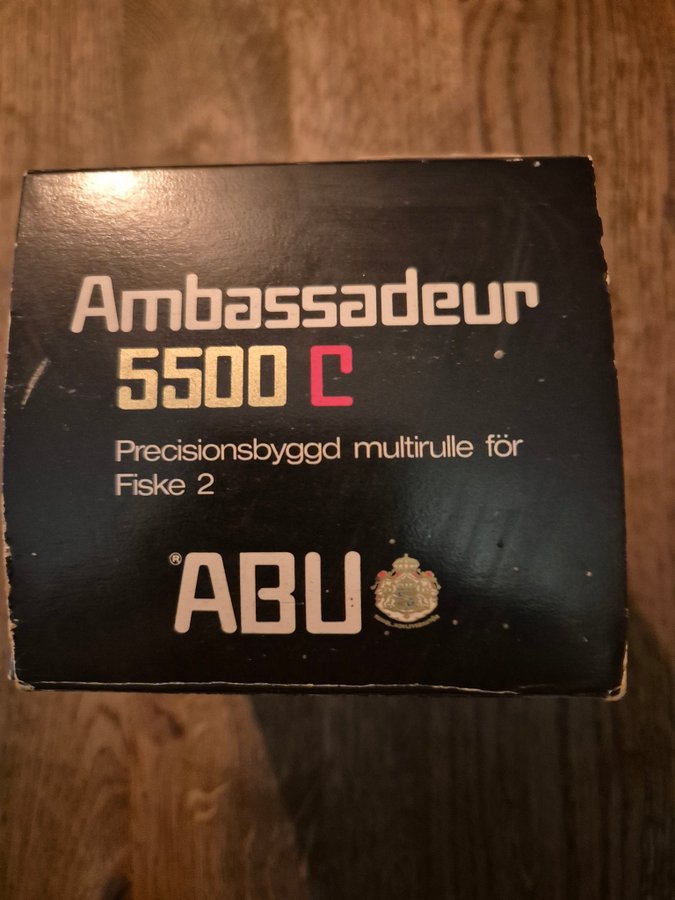 Ambassadeur
5500 C
Precisionsbyggd multirulle för
Fiske 2
®ABU